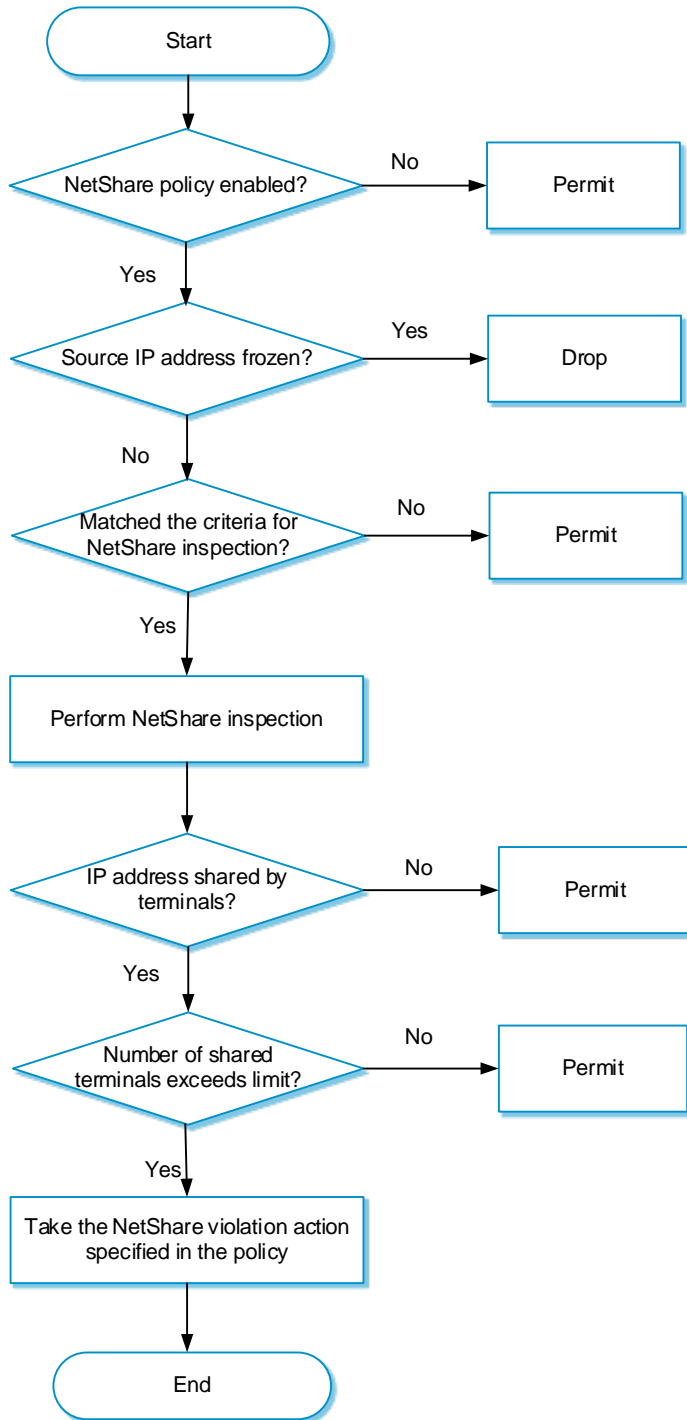 Start
NetShare policy enabled?
No
Permit
Yes
Source IP address frozen?
Yes
Drop
No
Matched the criteria for
NetShare inspection?
No
Permit
Yes
Perform NetShare inspection
IP address shared by
terminals?
No
Permit
Yes
Number of shared
terminals exceeds limit?
No
Permit
Yes
Take the NetShare violation action
specified in the policy
End